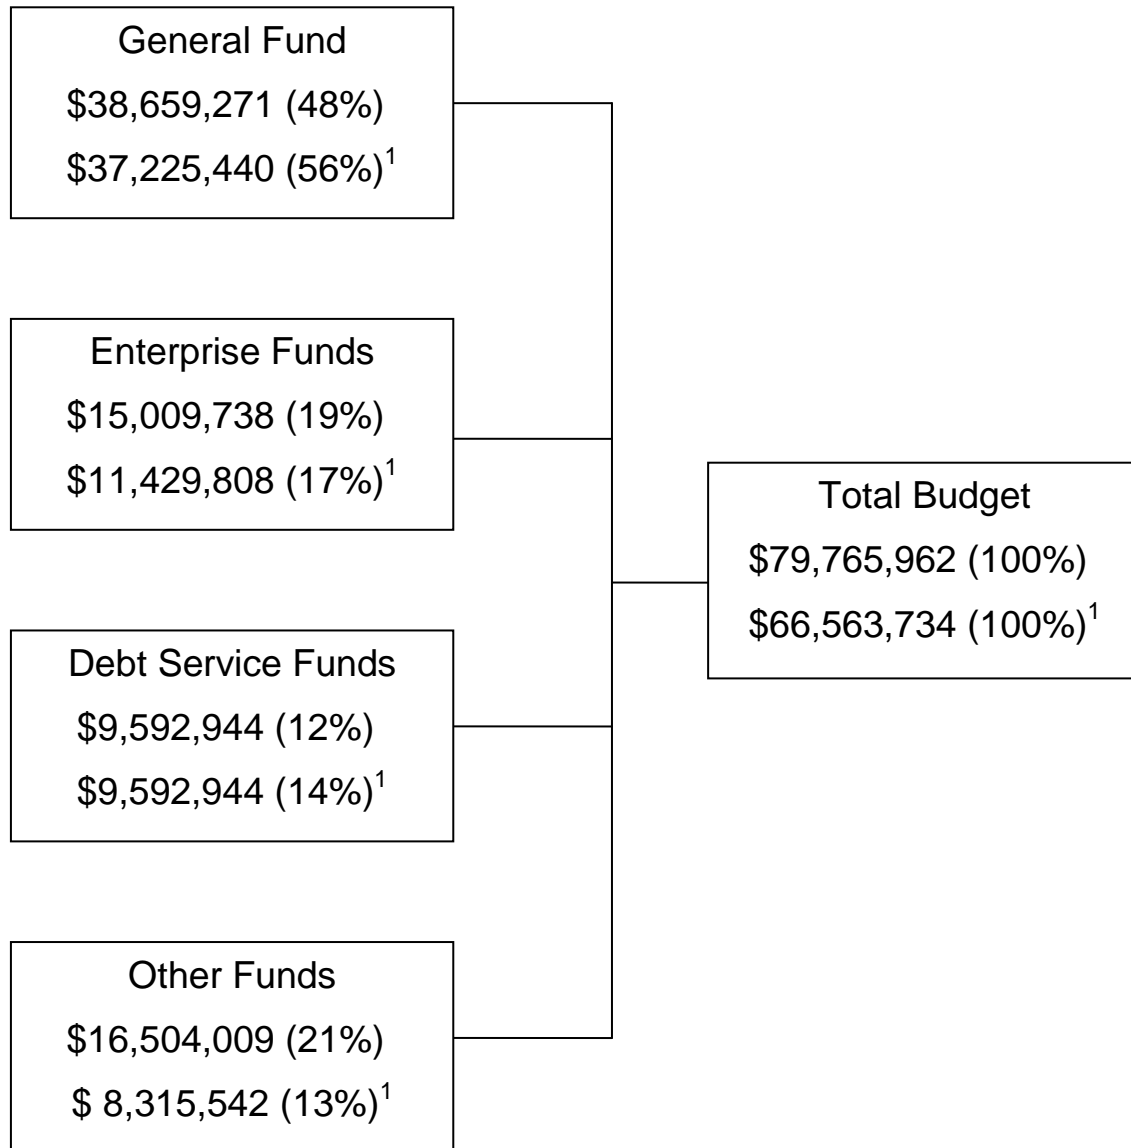 General Fund
$38,659,271 (48%)
$37,225,440 (56%)¹
Enterprise Funds
$15,009,738 (19%)
$11,429,808 (17%)¹
Debt Service Funds
$9,592,944 (12%)
$9,592,944 (14%)¹
Other Funds
$16,504,009 (21%)
$ 8,315,542 (13%)¹
Total Budget
$79,765,962 (100%)
$66,563,734 (100%)¹